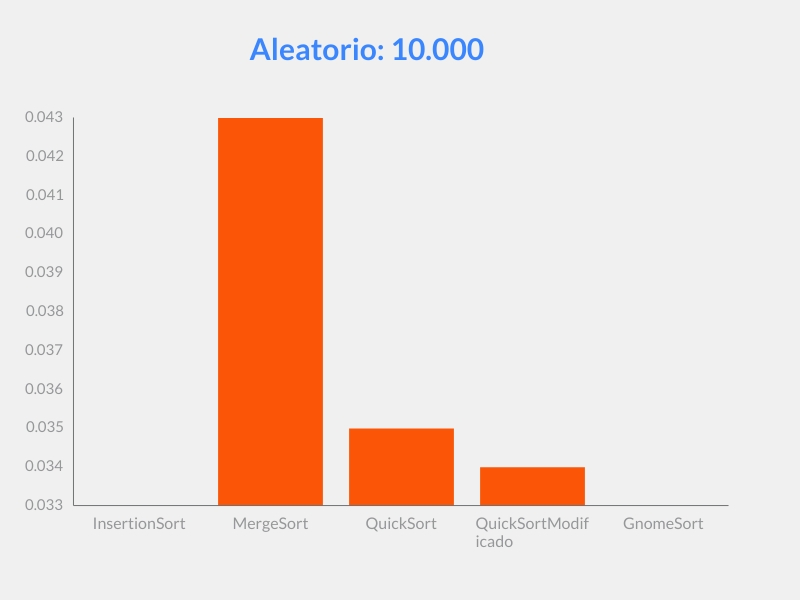 Aleatorio: 10.000
0.043
0.042
0.041
0.040
0.039
0.038
0.037
0.036
0.035
0.034
0.033
InsertionSort
MergeSort
QuickSort
QuickSortModif
icado
GnomeSort